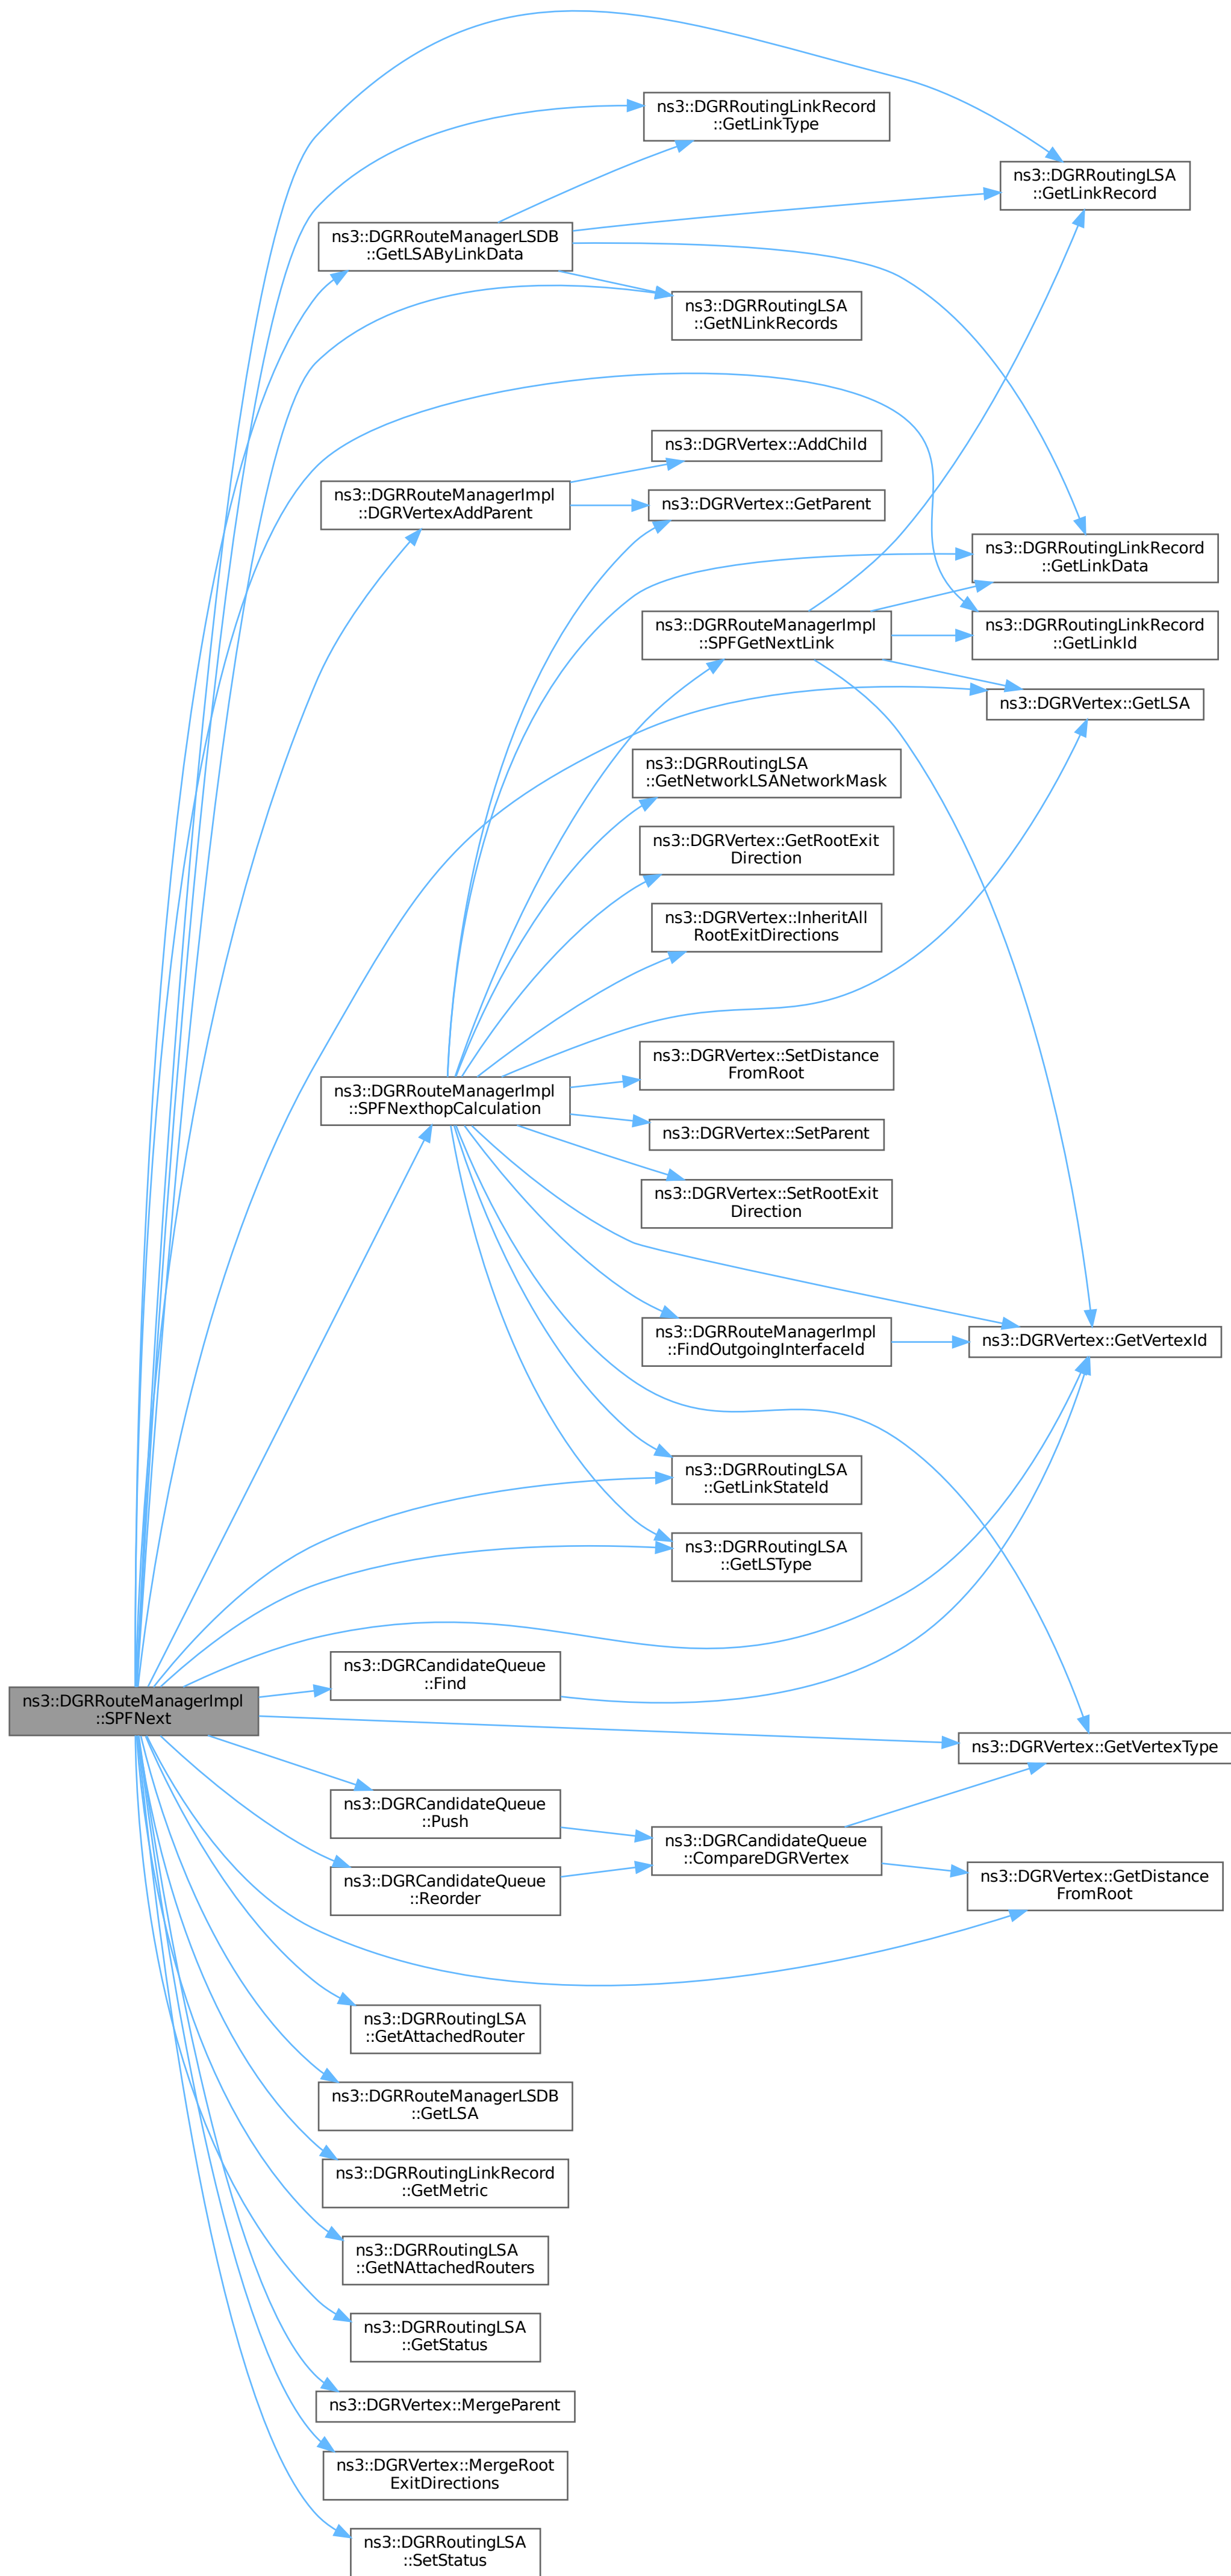 ns3::DGRRoutingLinkRecord
::GetLinkType
ns3::DGRRoutingLSA
::GetLinkRecord
ns3::DGRRouteManagerLSDB
::GetLSAByLinkData
ns3::DGRRoutingLSA
::GetNLinkRecords
ns3::DGRVertex::AddChild
ns3::DGRRouteManagerImpl
::DGRVertexAddParent
ns3::DGRVertex::GetParent
ns3::DGRRoutingLinkRecord
::GetLinkData
ns3::DGRRouteManagerImpl
::SPFGetNextLink
ns3::DGRRoutingLinkRecord
::GetLinkId
ns3::DGRVertex::GetLSA
ns3::DGRRoutingLSA
::GetNetworkLSANetworkMask
ns3::DGRVertex::GetRootExit
Direction
ns3::DGRVertex::InheritAll
RootExitDirections
ns3::DGRVertex::SetDistance
FromRoot
ns3::DGRRouteManagerImpl
::SPFNexthopCalculation
ns3::DGRVertex::SetParent
ns3::DGRVertex::SetRootExit
Direction
ns3::DGRRouteManagerImpl
::FindOutgoingInterfaceId
ns3::DGRVertex::GetVertexId
ns3::DGRRoutingLSA
::GetLinkStateId
ns3::DGRRoutingLSA
::GetLSType
ns3::DGRCandidateQueue
::Find
ns3::DGRRouteManagerImpl
::SPFNext
ns3::DGRVertex::GetVertexType
ns3::DGRCandidateQueue
::Push
ns3::DGRCandidateQueue
::CompareDGRVertex
ns3::DGRCandidateQueue
::Reorder
ns3::DGRVertex::GetDistance
FromRoot
ns3::DGRRoutingLSA
::GetAttachedRouter
ns3::DGRRouteManagerLSDB
::GetLSA
ns3::DGRRoutingLinkRecord
::GetMetric
ns3::DGRRoutingLSA
::GetNAttachedRouters
ns3::DGRRoutingLSA
::GetStatus
ns3::DGRVertex::MergeParent
ns3::DGRVertex::MergeRoot
ExitDirections
ns3::DGRRoutingLSA
::SetStatus